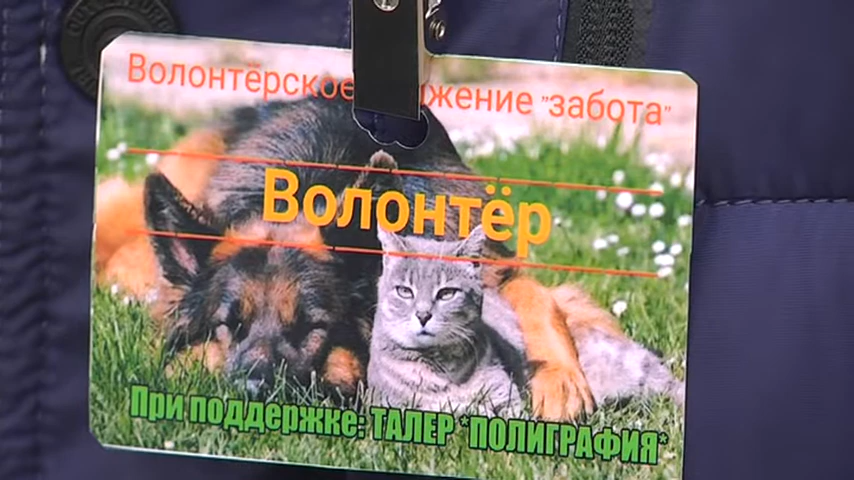 Волонтёрское жение "забота"
Волонтёр
При поддержке: ТАЛЕР *ПОЛИГРАФИЯ*